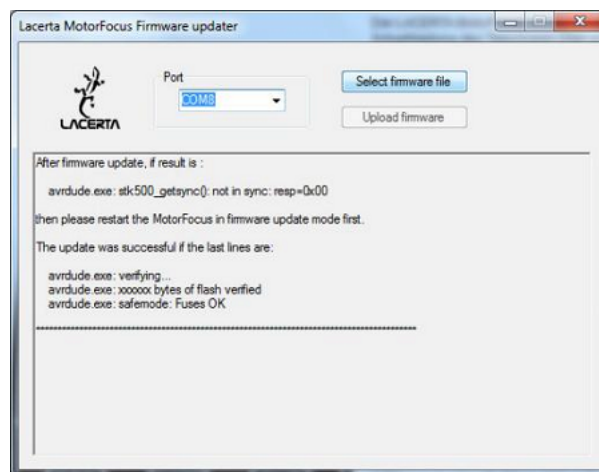 Lacerta MotorFocus Firmware updater
Port
COM8
Select firmware file
Upload firmware
LACERTA
After firmware update, if result is :
avrdude.exe: stk500_getsync(): not in sync: resp=0x00
then please restart the MotorFocus in firmware update mode first.
The update was successful if the last lines are:
avrdude.exe: verifying...
avrdude.exe: xxxxxx bytes of flash verified
avrdude.exe: safemode: Fuses OK